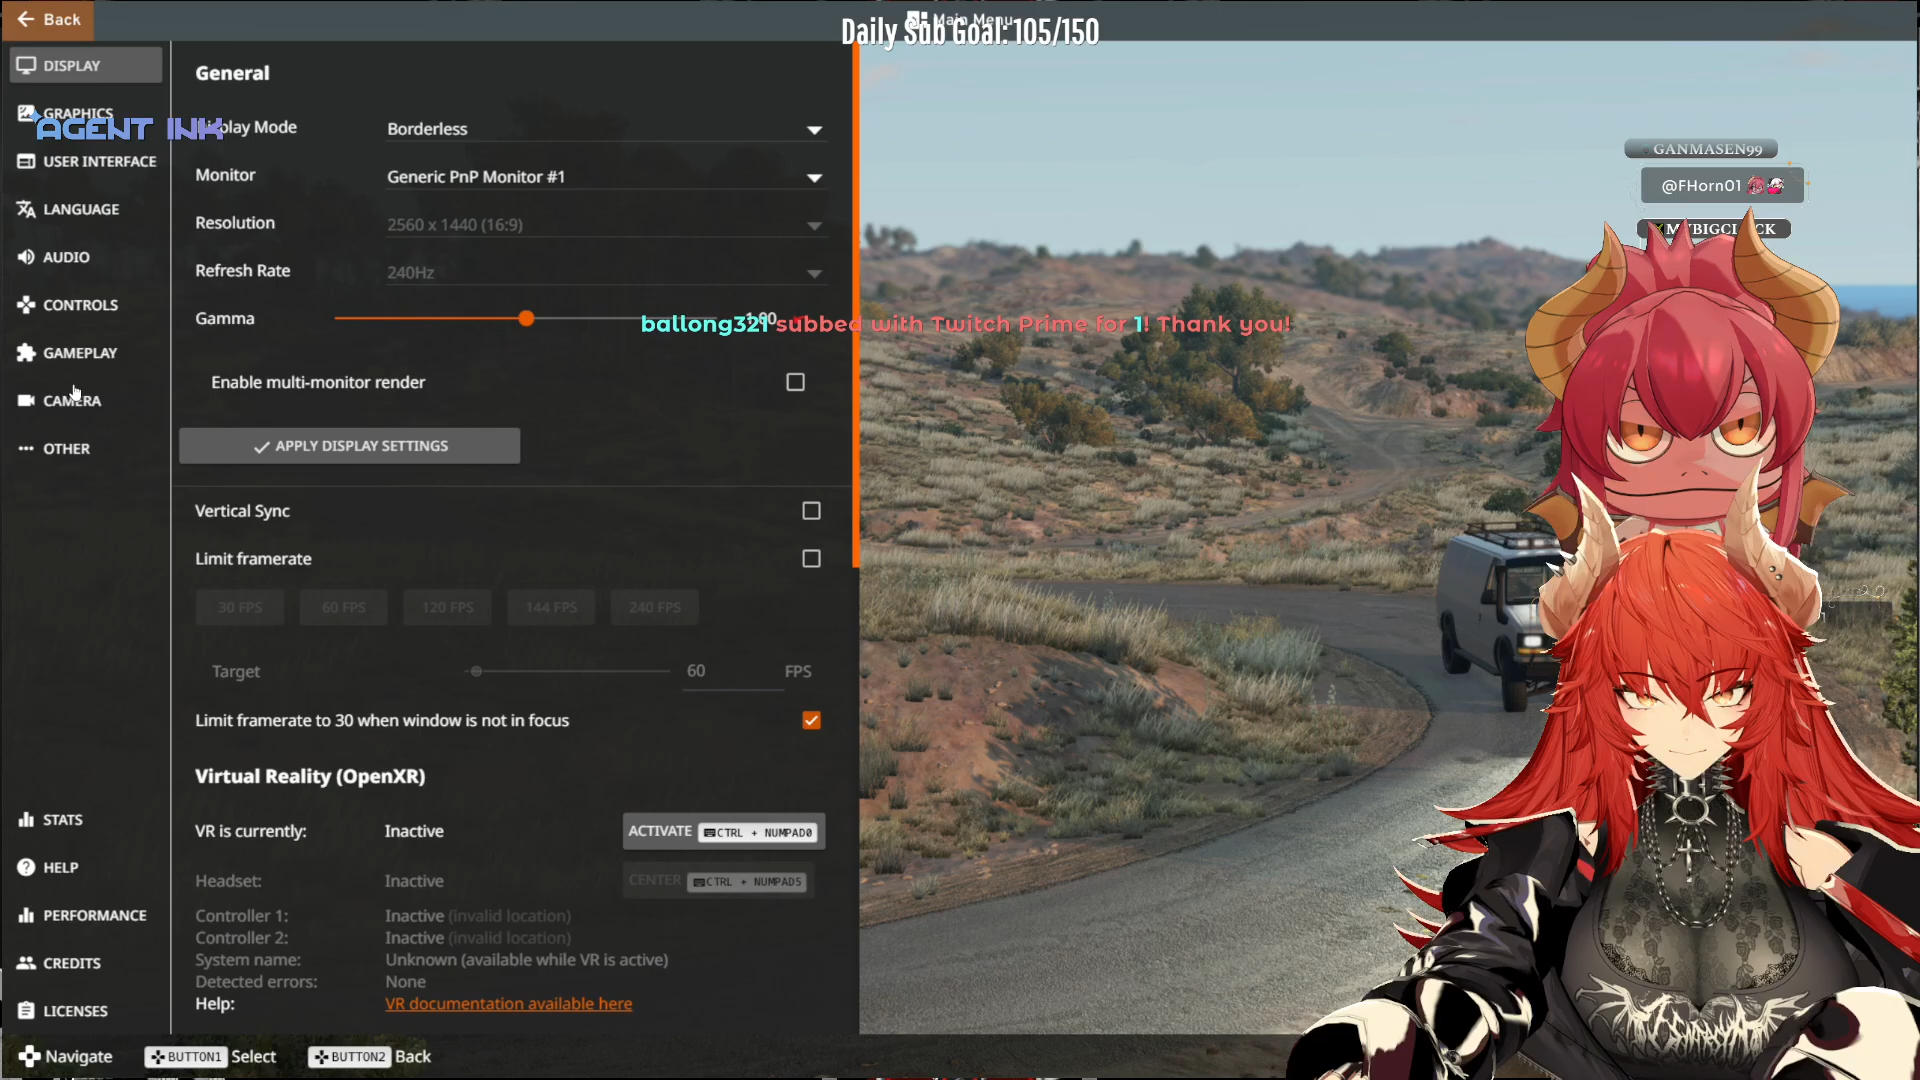 Back
Main Menu
Daily Sub Goal: 105/150
DISPLAY
GRAPHICS
AGENT INK
USER INTERFACE
LANGUAGE
AUDIO
CONTROLS
GAMEPLAY
CAMERA
OTHER
STATS
HELP
PERFORMANCE
CREDITS
LICENSES
General
Display Mode Borderless
Monitor Generic PnP Monitor #1
Resolution 2560 x 1440 (16:9)
Refresh Rate 240Hz
Gamma 1.00
ballong321 subbed with Twitch Prime for 1! Thank you!
Enable multi-monitor render
APPLY DISPLAY SETTINGS
Vertical Sync
Limit framerate
30 FPS 60 FPS 120 FPS 144 FPS 240 FPS
Target 60 FPS
Limit framerate to 30 when window is not in focus
Virtual Reality (OpenXR)
VR is currently: Inactive ACTIVATE CTRL + NUMPAD0
Headset: Inactive CENTER CTRL + NUMPAD5
Controller 1: Inactive (invalid location)
Controller 2: Inactive (invalid location)
System name: Unknown (available while VR is active)
Detected errors: None
Help: VR documentation available here
Navigate BUTTON1 Select BUTTON2 Back
GANMASEN99
@FHorn01